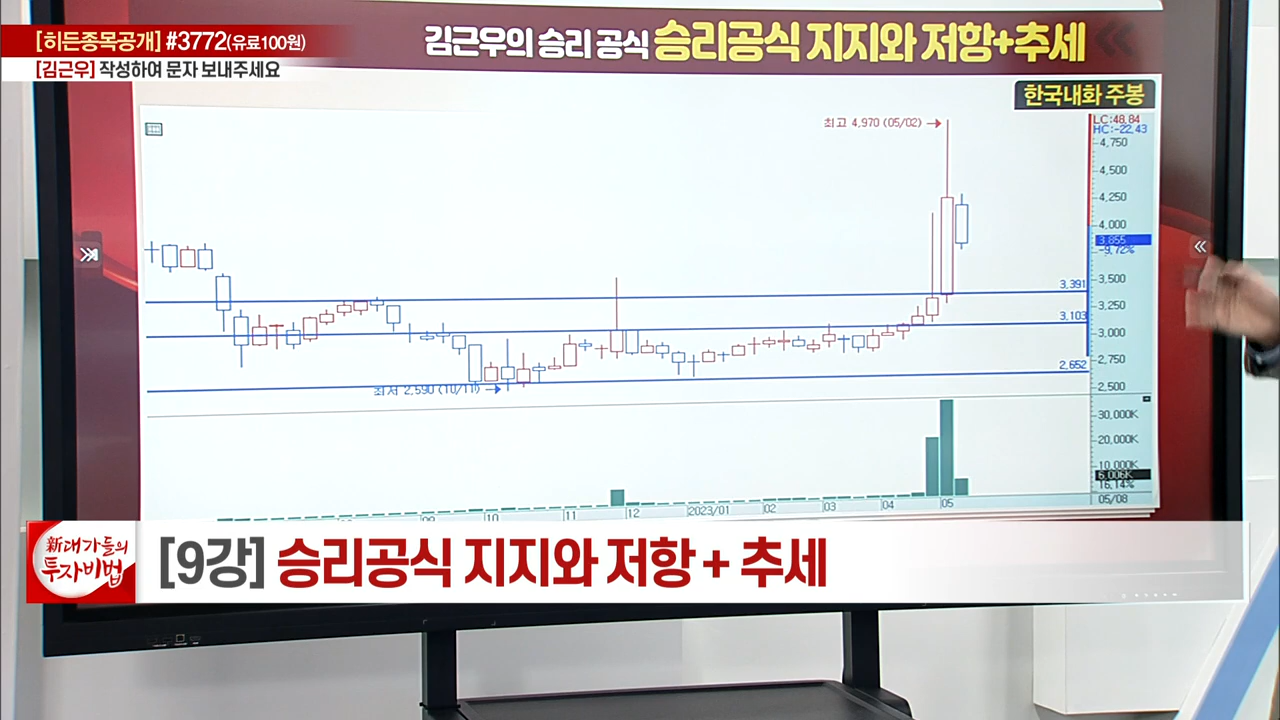 [히든종목공개] #3772(유료100원)
[김근우] 작성하여 문자 보내주세요
김근우의 승리 공식 승리공식 지지와 저항+추세
한국내화 주봉
최고 4,970 (05/02)
LC:48.84
HC:-22.43
4,750
4,500
4,250
4,000
3,855
-9.72%
3,500
3,391
3,250
3,103
3,000
2,750
2,652
2,500
최저 2,590 (10/11)
30,000K
20,000K
10,000K
6,006K
16.14%
09
10
11
12
2023/01
02
03
04
05
05/08
新대가들의
투자비법
[9강] 승리공식 지지와 저항 + 추세